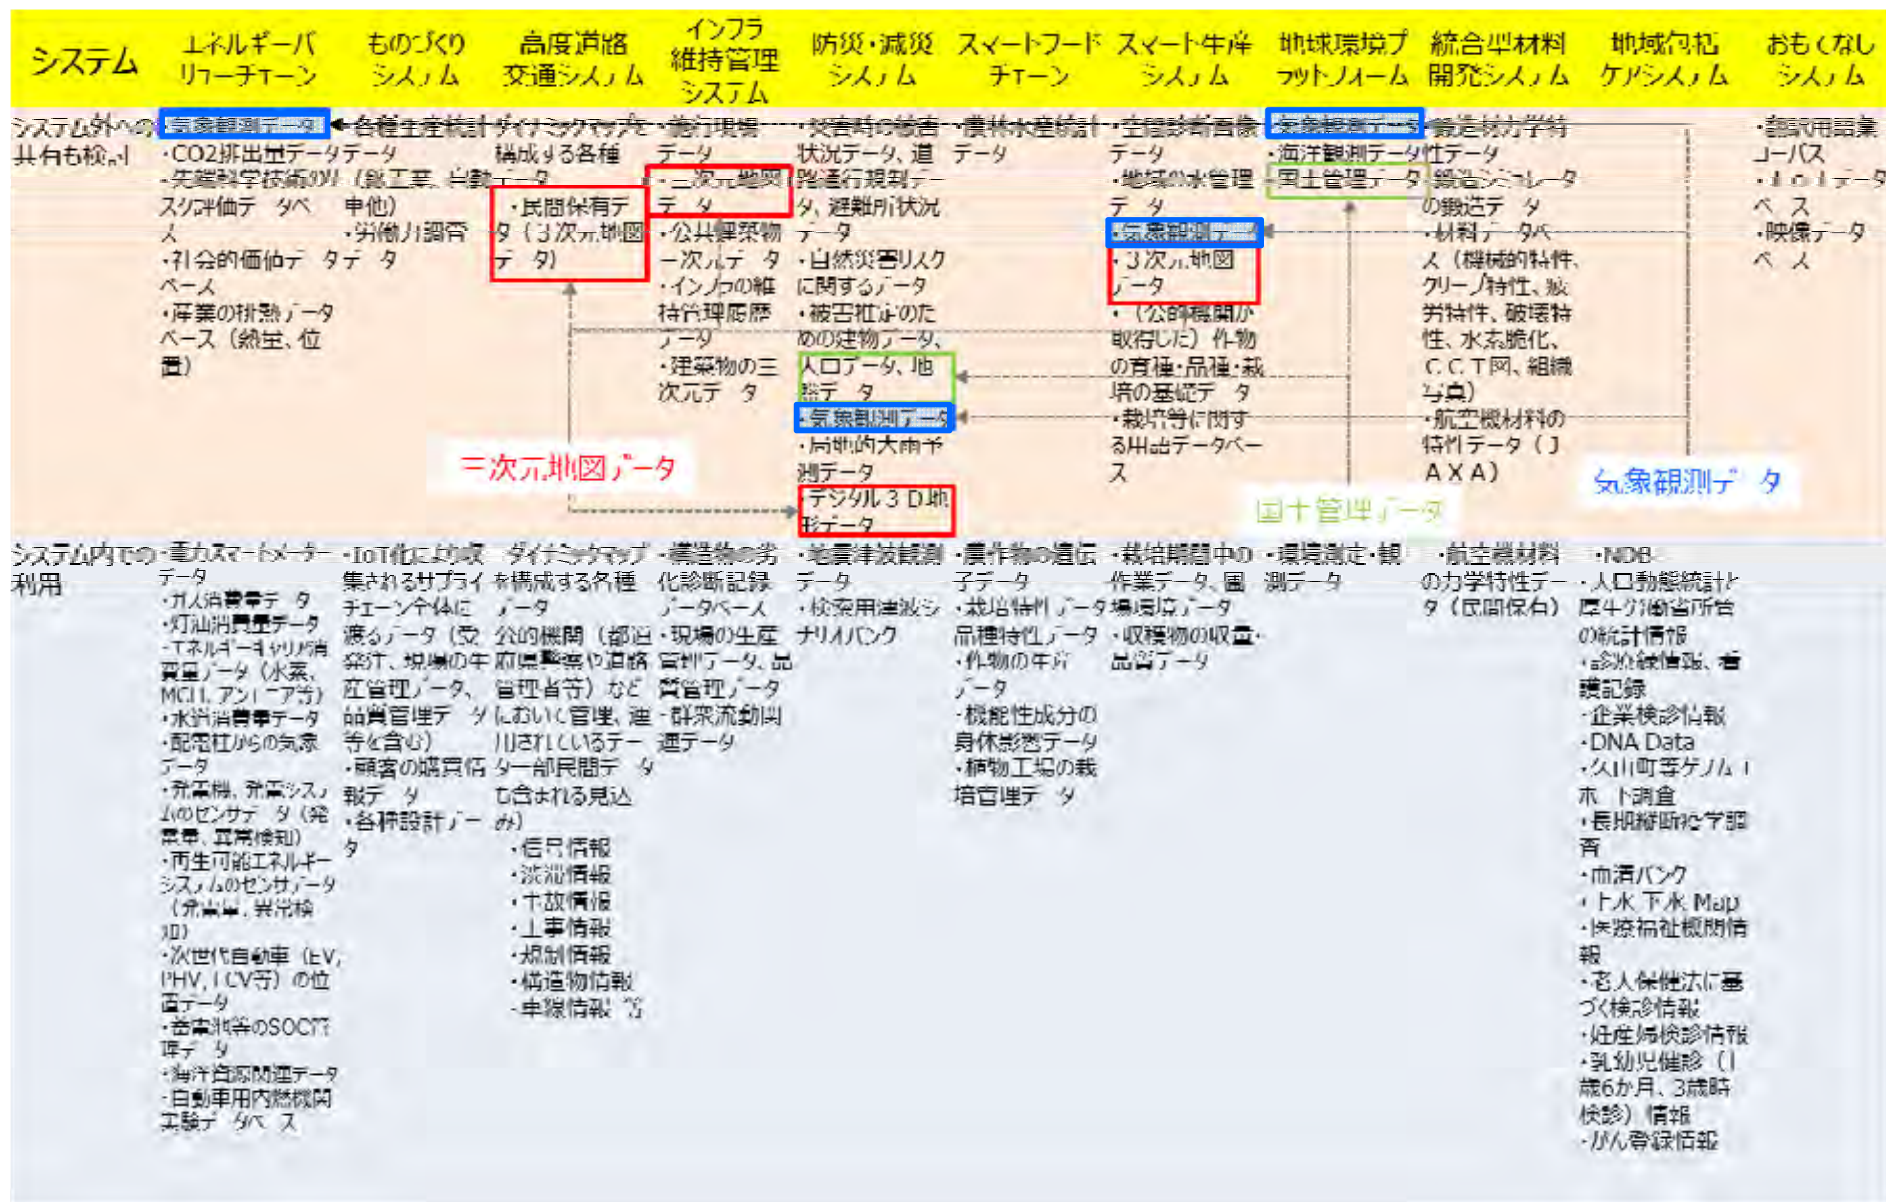 システム
エネルギーバ
リューチェーン
ものづくり
システム
高度道路
交通システム
インフラ
維持管理
システム
防災・減災
システム
スマートフード
チェーン
スマート生産
システム
地球環境プ
ラットフォーム
統合型材料
開発システム
地域包括
ケアシステム
おもてなし
システム
システム外への
共有も検討
気象観測データ
・CO2排出量データ
・先端科学技術のリ
スク評価データベー
ス
・社会的価値データ
ベース
・産業の排熱データ
ベース（熱量、位
置）
・各種生産統計
データ
（鉱工業、自動
車他）
・労働力調査
データ
ダイナミックマップを
構成する各種
データ
・民間保有デー
タ（３次元地図
データ）
・施行現場
データ
・三次元地図
データ
・公共建築物
データ
・インフラの維
持管理履歴
データ
・建築物の三
次元データ
・災害時の被害
状況データ、道
路通行規制デー
タ、避難所状況
データ
・自然災害リスク
に関するデータ
・被害推定のた
めの建物データ、
人口データ、地
データ
・気象観測データ
・局地的大雨予
測データ
・デジタル３Ｄ地
形データ
・農林水産統計
データ
・空間診断画像
データ
・地域の水管理
データ
・気象観測データ
・３次元地図
データ
・（公的機関が
取得した）作物
の育種・品種・栽
培の基礎データ
・栽培等に関す
る用語データベー
ス
・気象観測データ
・海洋観測データ
・国土管理データ
・鍛造材力学特
性データ
・鍛造シミュレータ
の鍛造データ
・材料データベー
ス（機械的特性、
クリープ特性、疲
労特性、破壊特
性、水素脆化、
ＣＣＴ図、組織
写真）
・航空機材料の
特性データ（Ｊ
ＡＸＡ）
・翻訳用語彙
コーパス
データ
ベース
・映像データ
ベース
三次元地図データ
国土管理データ
気象観測データ
システム内での
利用
・電力スマートメーター
データ
・ガス消費量データ
・灯油消費量データ
・エネルギーキャリア消
費量データ（水素、
MCH、アンモニア等）
・水道消費量データ
・配電柱からの気象
データ
・発電機、発電システ
ムのセンサデータ（発
電量、異常検知）
・再生可能エネルギー
システムのセンサデータ
（発電量、異常検
知）
・次世代自動車（EV,
PHV, FCV等）の位
置データ
・蓄電池等のSOC管
理データ
・海洋資源関連データ
・自動車用内燃機関
実験データベース
・IoT化により収
集されるサプライ
チェーン全体に
渡るデータ（受
発注、現場の生
産管理データ、
品質管理データ
等を含む）
・顧客の購買情
報データ
・各種設計デー
タ
ダイナミックマップ
を構成する各種
データ
公的機関（都道
府県警察や道路
管理者等）など
において管理、運
用されているデー
タ一部民間データ
も含まれる見込
み）
・信号情報
・渋滞情報
・事故情報
・工事情報
・規制情報
・構造物情報
・車線情報 等
・構造物の劣
化診断記録
データベース
・現場の生産
管理データ、品
質管理データ
・群衆流動関
連データ
・地震津波観測
データ
・検索用津波シ
ナリオバンク
・農作物の遺伝
子データ
・栽培特性データ
品種特性データ
・作物の生育
データ
・機能性成分の
身体影響データ
・植物工場の栽
培管理データ
・栽培期間中の
作業データ、圃
場環境データ
・収穫物の収量・
品質データ
・環境測定・観
測データ
・航空機材料
の力学特性デー
タ（民間保有）
・NDB
・人口動態統計と
厚生労働省所管
の統計情報
・診療録情報、看
護記録
・企業検診情報
・DNA Data
・久山町等ゲノムコ
ホート調査
・長期縦断疫学調
査
・血清バンク
・上水下水 Map
・医療福祉機関情
報
・老人保健法に基
づく検診情報
・妊産婦検診情報
・乳幼児健診（1
歳6か月、3歳時
検診）情報
・がん登録情報